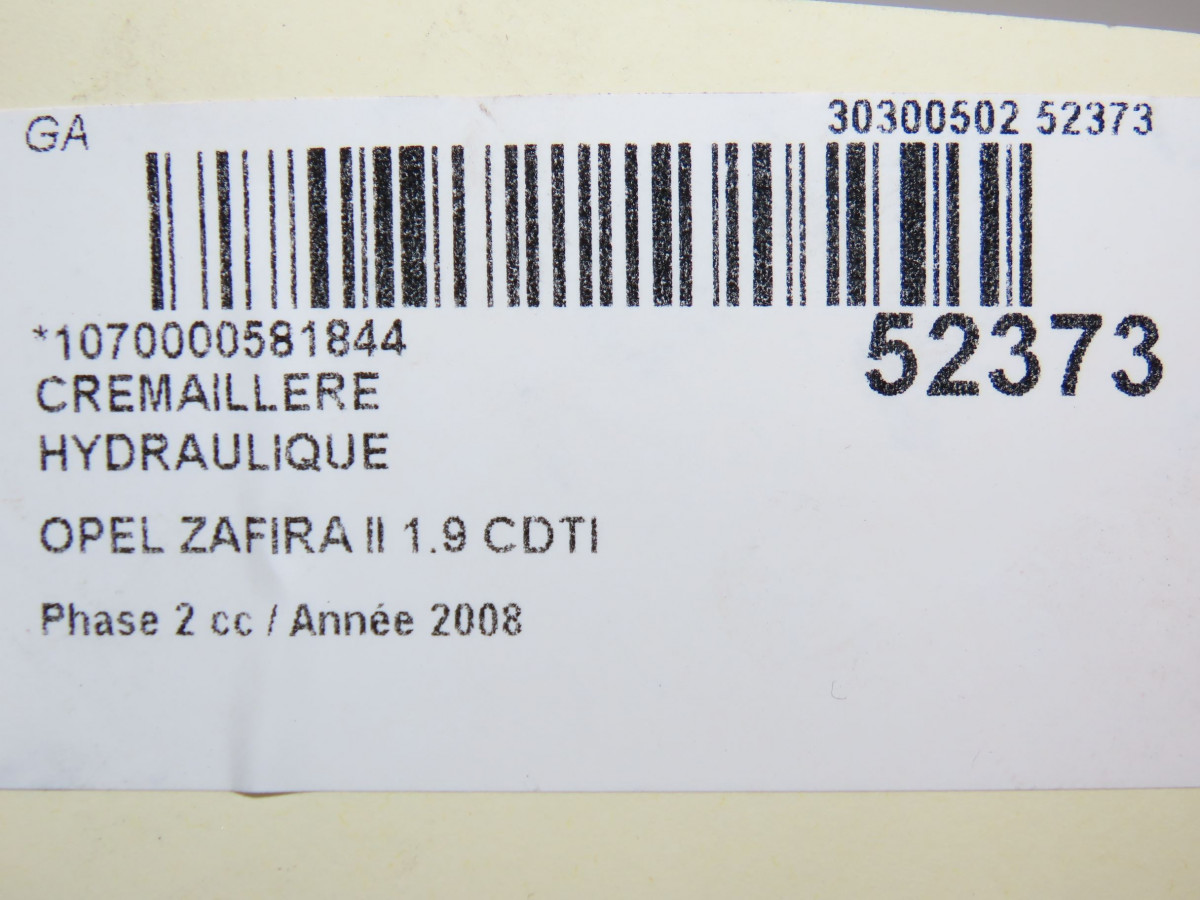 GA
30300502 52373
*1070000581844
52373
CREMAILLERE
HYDRAULIQUE
OPEL ZAFIRA II 1.9 CDTI
Phase 2 cc / Année 2008